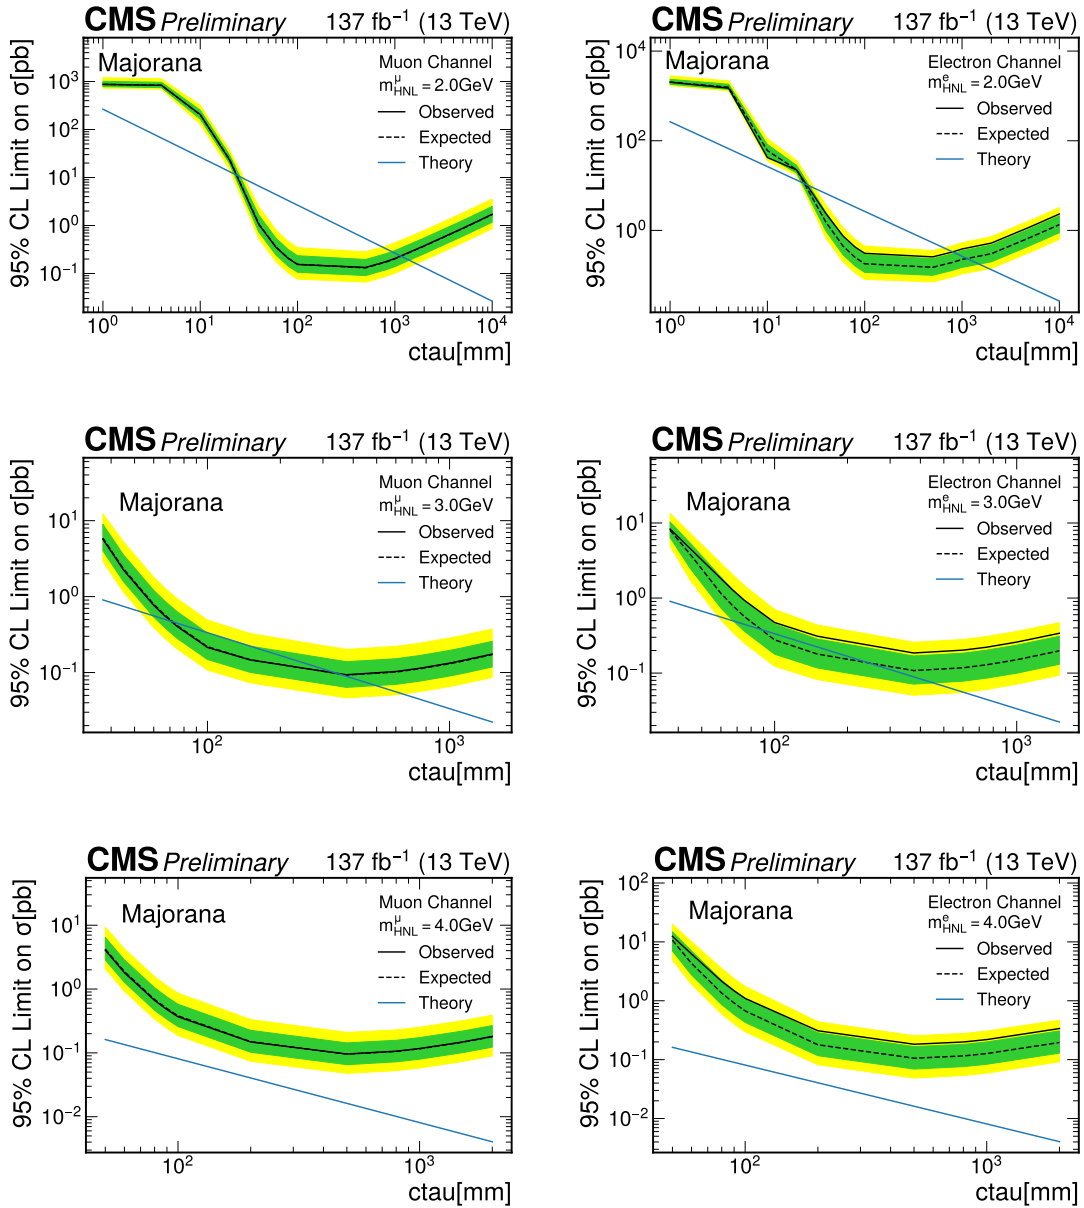 CMS Preliminary 137 fb⁻¹ (13 TeV)
95% CL Limit on σ[pb]
Majorana
Muon Channel
m^μ_HNL = 2.0GeV
Observed
Expected
Theory
10³
10²
10¹
10⁰
10⁻¹
10⁰ 10¹ 10² 10³ 10⁴
ctau[mm]
CMS Preliminary 137 fb⁻¹ (13 TeV)
95% CL Limit on σ[pb]
Majorana
Electron Channel
m^e_HNL = 2.0GeV
Observed
Expected
Theory
10⁴
10²
10⁰
10⁰ 10¹ 10² 10³ 10⁴
ctau[mm]
CMS Preliminary 137 fb⁻¹ (13 TeV)
95% CL Limit on σ[pb]
Majorana
Muon Channel
m^μ_HNL = 3.0GeV
Observed
Expected
Theory
10¹
10⁰
10⁻¹
10² 10³
ctau[mm]
CMS Preliminary 137 fb⁻¹ (13 TeV)
95% CL Limit on σ[pb]
Majorana
Electron Channel
m^e_HNL = 3.0GeV
Observed
Expected
Theory
10¹
10⁰
10⁻¹
10² 10³
ctau[mm]
CMS Preliminary 137 fb⁻¹ (13 TeV)
95% CL Limit on σ[pb]
Majorana
Muon Channel
m^μ_HNL = 4.0GeV
Observed
Expected
Theory
10¹
10⁰
10⁻¹
10⁻²
10² 10³
ctau[mm]
CMS Preliminary 137 fb⁻¹ (13 TeV)
95% CL Limit on σ[pb]
Majorana
Electron Channel
m^e_HNL = 4.0GeV
Observed
Expected
Theory
10²
10¹
10⁰
10⁻¹
10⁻²
10² 10³
ctau[mm]